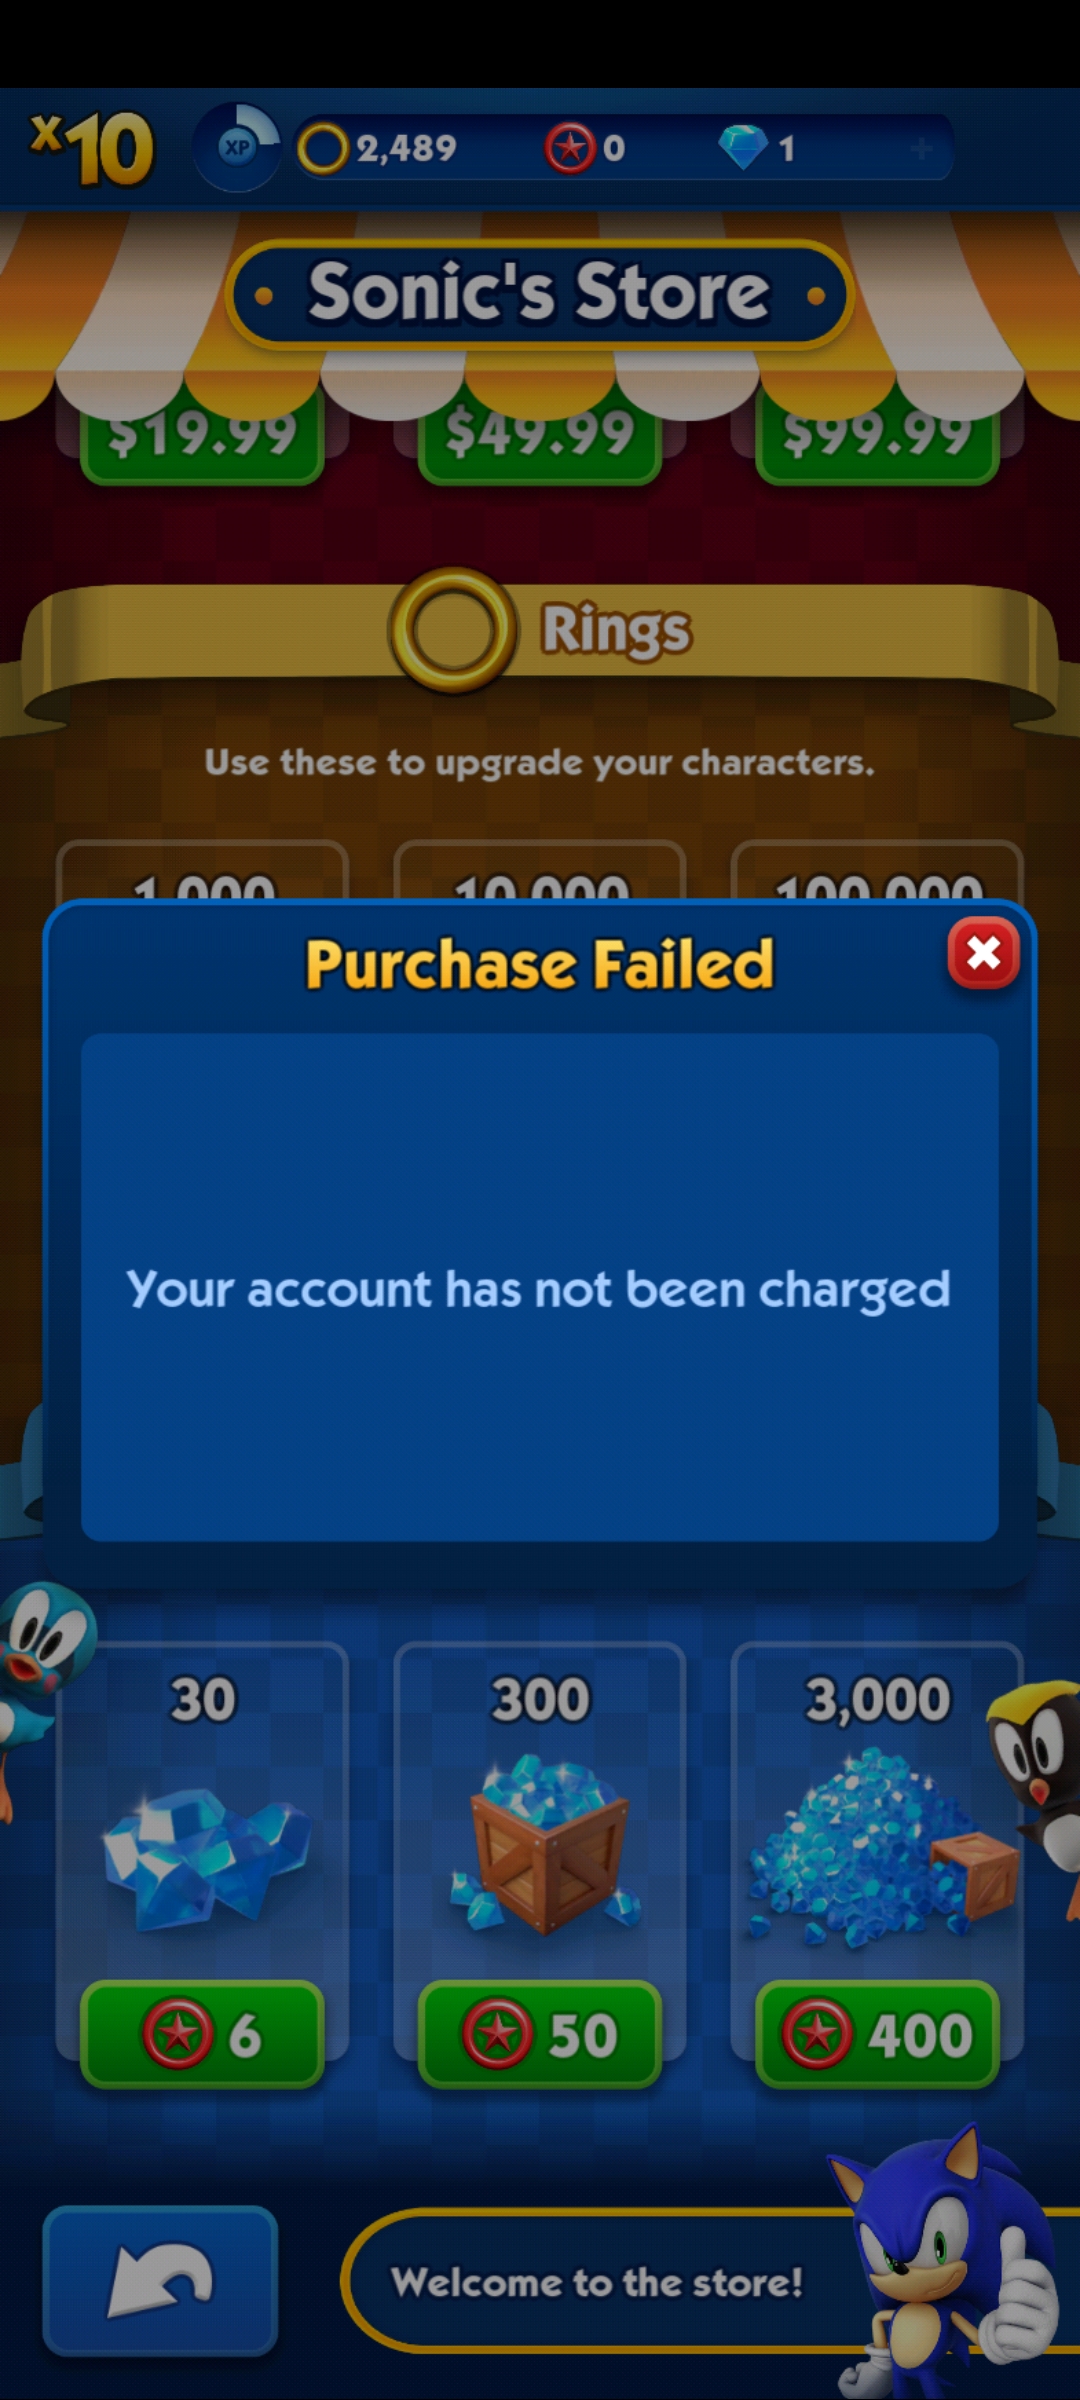 x10
XP
2,489
0
1
Sonic's Store
$19.99
$49.99
$99.99
Rings
Use these to upgrade your characters.
1,000
10,000
100,000
Purchase Failed
Your account has not been charged
30
300
3,000
6
50
400
Welcome to the store!